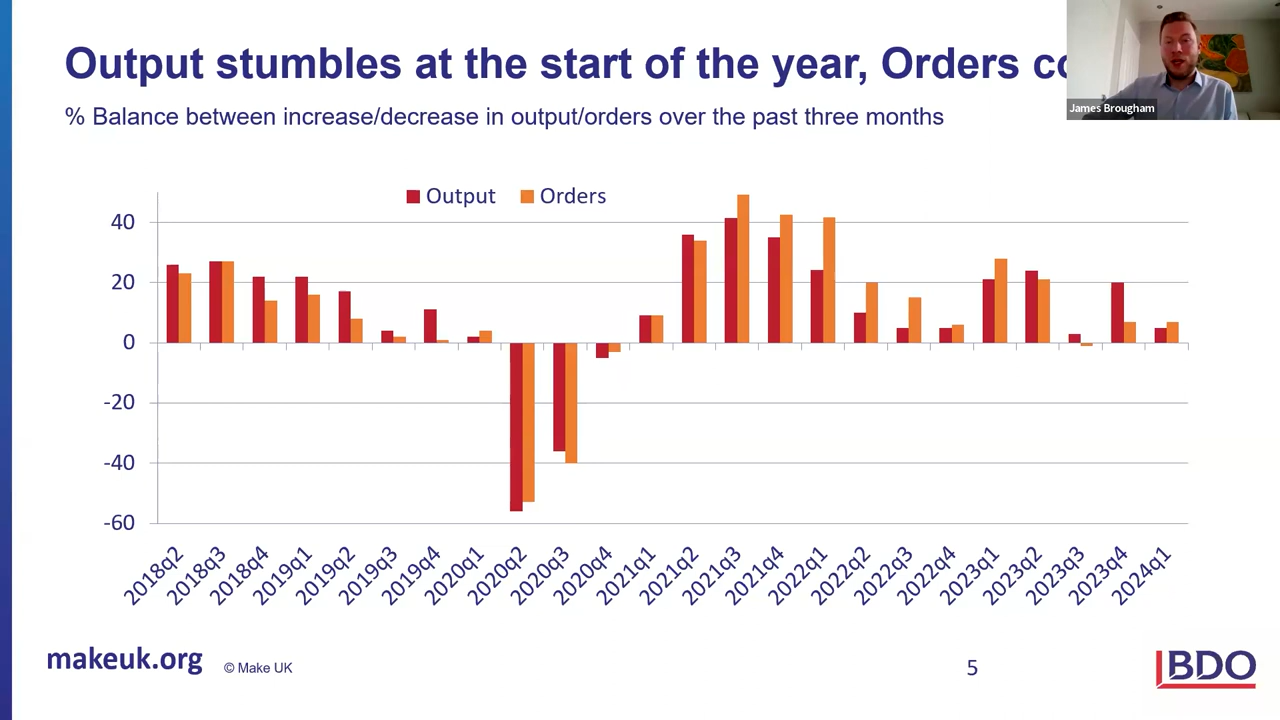 Output stumbles at the start of the year, Orders
James Brougham
% Balance between increase/decrease in output/orders over the past three months
Output Orders
40
20
0
-20
-40
-60
2018q2 2018q3 2018q4 2019q1 2019q2 2019q3 2019q4 2020q1 2020q2 2020q3 2020q4 2021q1 2021q2 2021q3 2021q4 2022q1 2022q2 2022q3 2022q4 2023q1 2023q2 2023q3 2023q4 2024q1
makeuk.org © Make UK 5 BDO